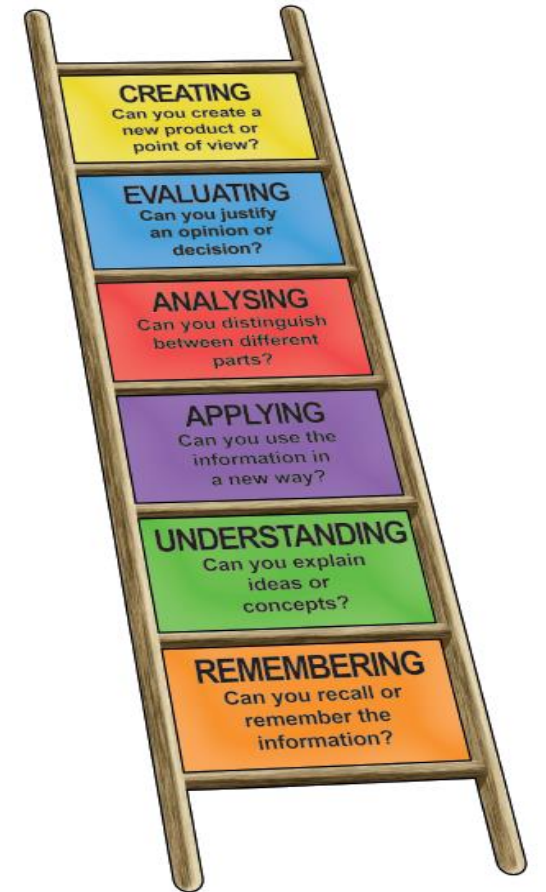 CREATING
Can you create a
new product or
point of view?
EVALUATING
Can you justify
an opinion or
decision?
ANALYSING
Can you distinguish
between different
parts?
APPLYING
Can you use the
information in
a new way?
UNDERSTANDING
Can you explain
ideas or
concepts?
REMEMBERING
Can you recall or
remember the
information?